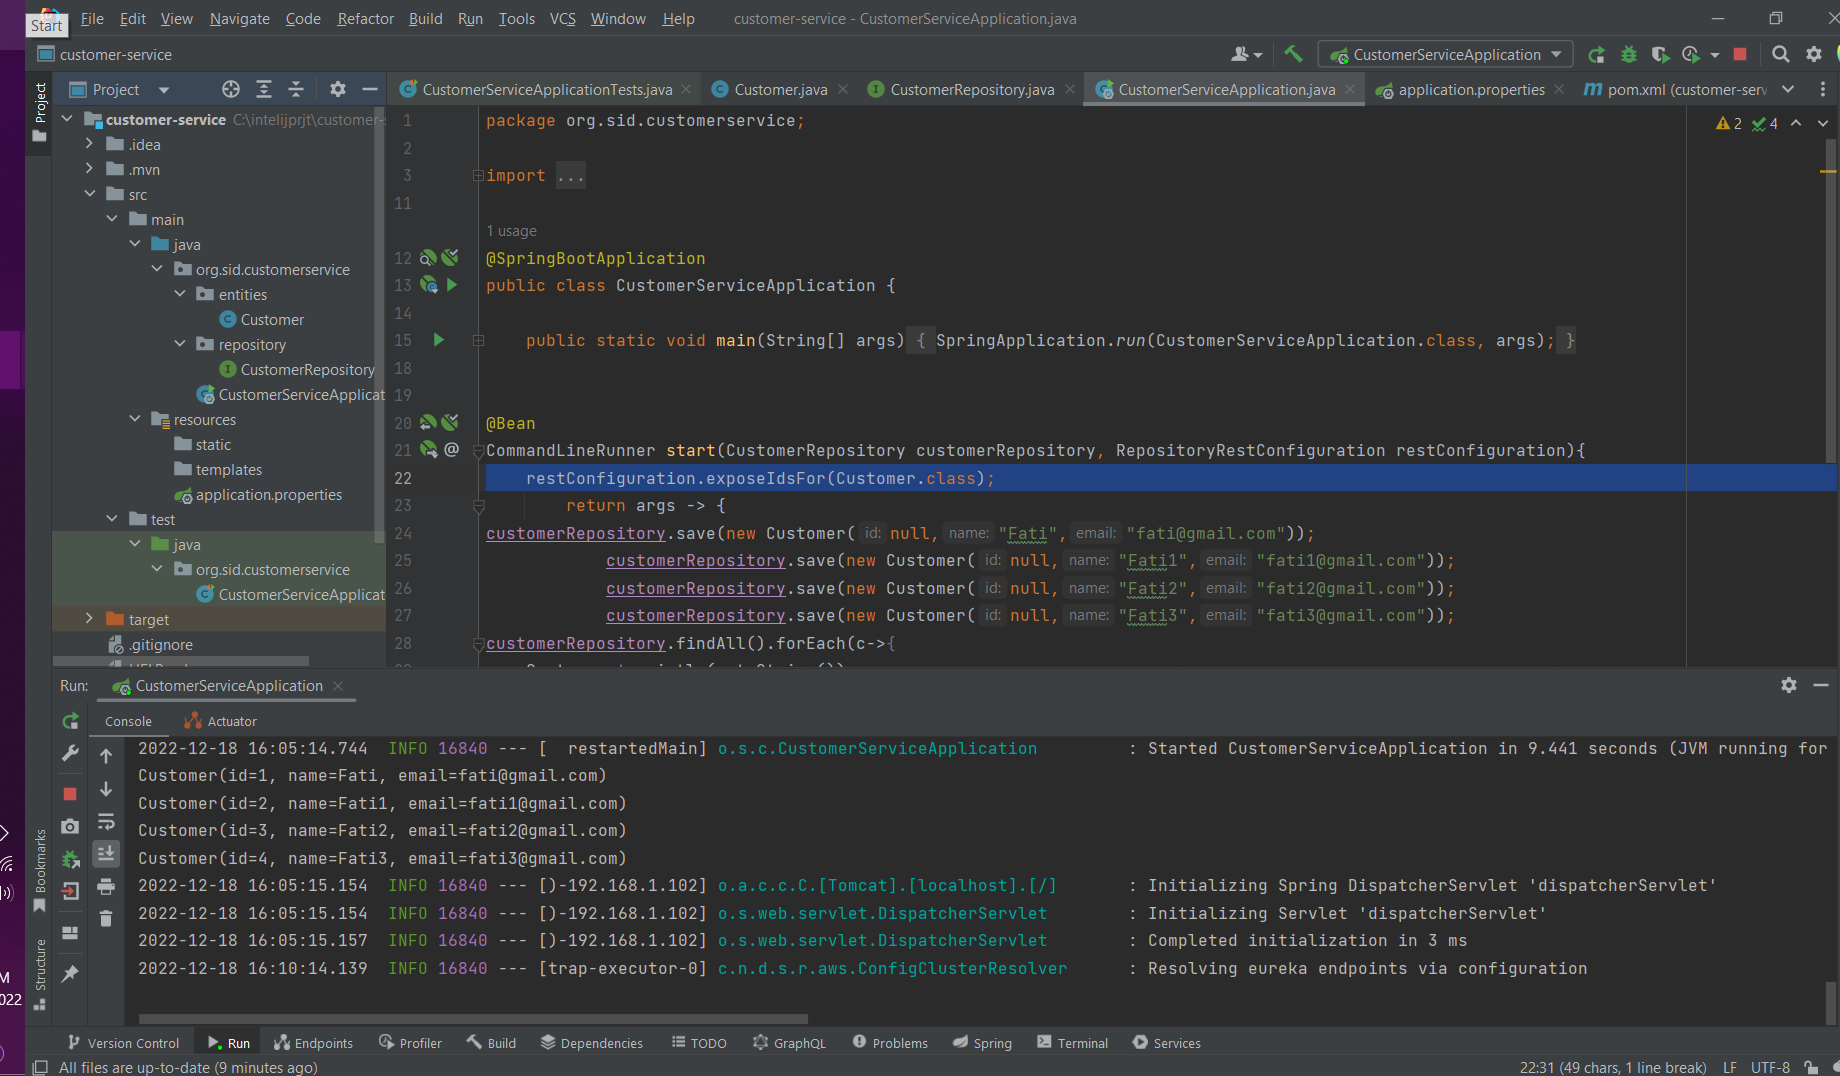 File Edit View Navigate Code Refactor Build Run Tools VCS Window Help customer-service - CustomerServiceApplication.java
Start
customer-service CustomerServiceApplication
Project
Project
CustomerServiceApplicationTests.java Customer.java CustomerRepository.java CustomerServiceApplication.java application.properties pom.xml (customer-serv
customer-service C:\intelijprjt\customer-
.idea
.mvn
src
main
java
org.sid.customerservice
entities
Customer
repository
CustomerRepository
CustomerServiceApplicat
resources
static
templates
application.properties
test
java
org.sid.customerservice
CustomerServiceApplicat
target
.gitignore
2 4
1 package org.sid.customerservice;
2
3 import ...
11
1 usage
12 @SpringBootApplication
13 public class CustomerServiceApplication {
14
15 public static void main(String[] args) { SpringApplication.run(CustomerServiceApplication.class, args); }
18
19
20 @Bean
21 @ CommandLineRunner start(CustomerRepository customerRepository, RepositoryRestConfiguration restConfiguration){
22 restConfiguration.exposeIdsFor(Customer.class);
23 return args -> {
24 customerRepository.save(new Customer( id: null, name: "Fati", email: "fati@gmail.com"));
25 customerRepository.save(new Customer( id: null, name: "Fati1", email: "fati1@gmail.com"));
26 customerRepository.save(new Customer( id: null, name: "Fati2", email: "fati2@gmail.com"));
27 customerRepository.save(new Customer( id: null, name: "Fati3", email: "fati3@gmail.com"));
28 customerRepository.findAll().forEach(c->{
Run: CustomerServiceApplication
Console Actuator
2022-12-18 16:05:14.744 INFO 16840 --- [ restartedMain] o.s.c.CustomerServiceApplication : Started CustomerServiceApplication in 9.441 seconds (JVM running for
Customer(id=1, name=Fati, email=fati@gmail.com)
Customer(id=2, name=Fati1, email=fati1@gmail.com)
Customer(id=3, name=Fati2, email=fati2@gmail.com)
Customer(id=4, name=Fati3, email=fati3@gmail.com)
2022-12-18 16:05:15.154 INFO 16840 --- [)-192.168.1.102] o.a.c.c.C.[Tomcat].[localhost].[/] : Initializing Spring DispatcherServlet 'dispatcherServlet'
2022-12-18 16:05:15.154 INFO 16840 --- [)-192.168.1.102] o.s.web.servlet.DispatcherServlet : Initializing Servlet 'dispatcherServlet'
2022-12-18 16:05:15.157 INFO 16840 --- [)-192.168.1.102] o.s.web.servlet.DispatcherServlet : Completed initialization in 3 ms
2022-12-18 16:10:14.139 INFO 16840 --- [trap-executor-0] c.n.d.s.r.aws.ConfigClusterResolver : Resolving eureka endpoints via configuration
Bookmarks
Structure
M
022
Version Control Run Endpoints Profiler Build Dependencies TODO GraphQL Problems Spring Terminal Services
All files are up-to-date (9 minutes ago) 22:31 (49 chars, 1 line break) LF UTF-8